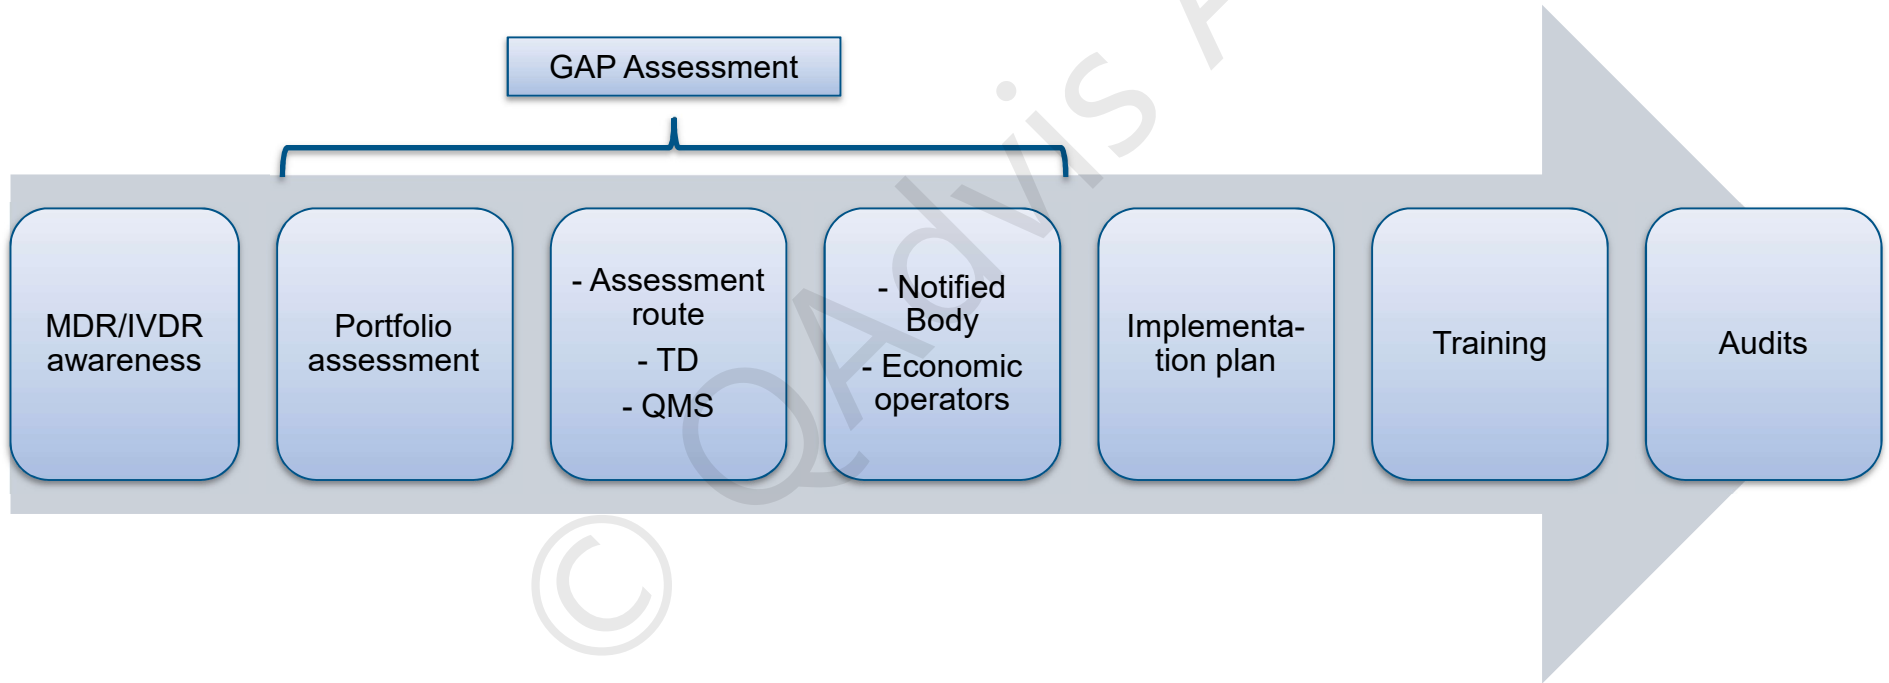 GAP Assessment
MDR/IVDR
awareness
Portfolio
assessment
- Assessment
route
- TD
- QMS
- Notified
Body
- Economic
operators
Implementa-
tion plan
Training
Audits
© QAdvis A